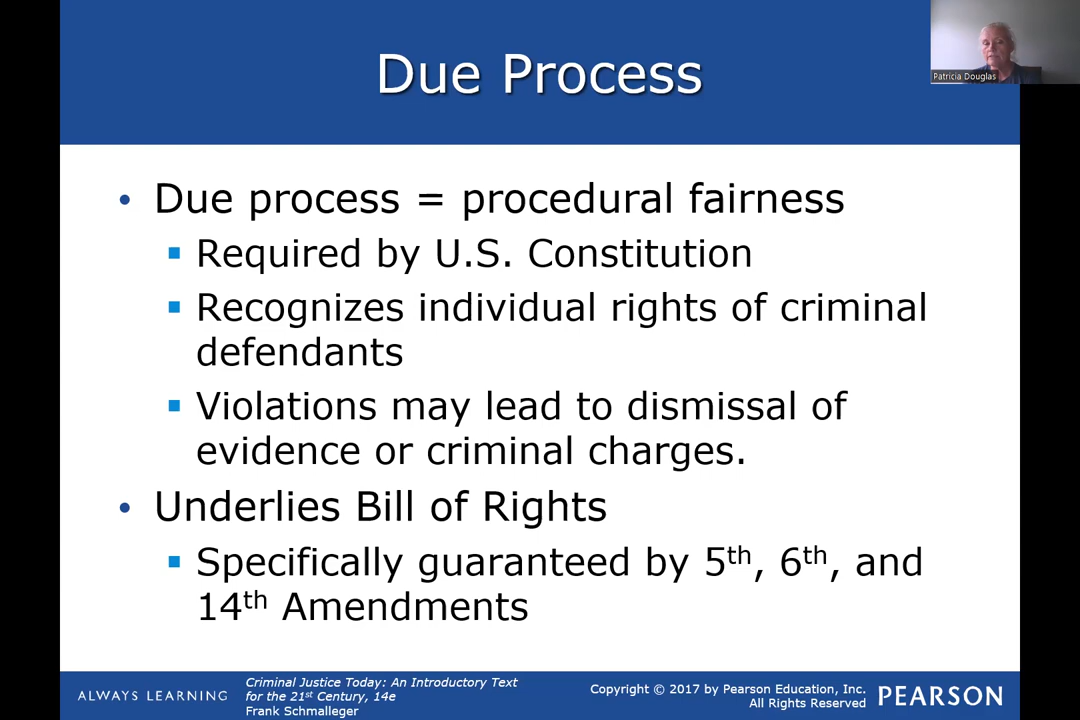 Due Process
Patricia Douglas
• Due process = procedural fairness
▪ Required by U.S. Constitution
▪ Recognizes individual rights of criminal
defendants
▪ Violations may lead to dismissal of
evidence or criminal charges.
• Underlies Bill of Rights
▪ Specifically guaranteed by 5th, 6th, and
14th Amendments
ALWAYS LEARNING
Criminal Justice Today: An Introductory Text
for the 21st Century, 14e
Frank Schmalleger
Copyright © 2017 by Pearson Education, Inc.
All Rights Reserved
PEARSON